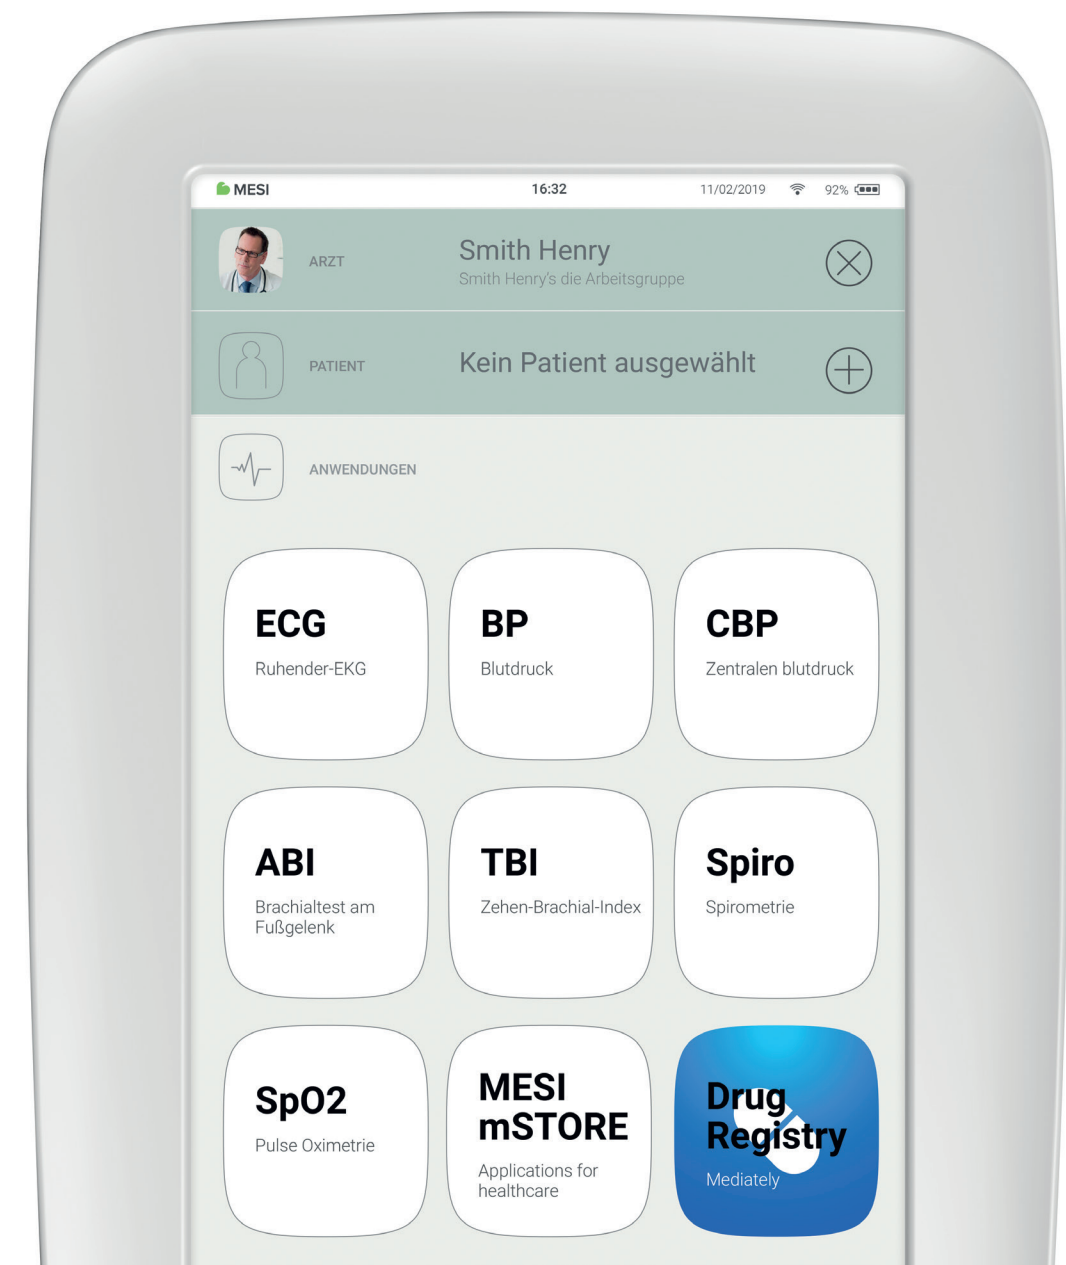 MESI 16:32 11/02/2019 92%
ARZT Smith Henry
Smith Henry's die Arbeitsgruppe
PATIENT Kein Patient ausgewählt
ANWENDUNGEN
ECG
Ruhender-EKG
BP
Blutdruck
CBP
Zentralen blutdruck
ABI
Brachialtest am
Fußgelenk
TBI
Zehen-Brachial-Index
Spiro
Spirometrie
SpO2
Pulse Oximetrie
MESI
mSTORE
Applications for
healthcare
Drug
Registry
Mediately